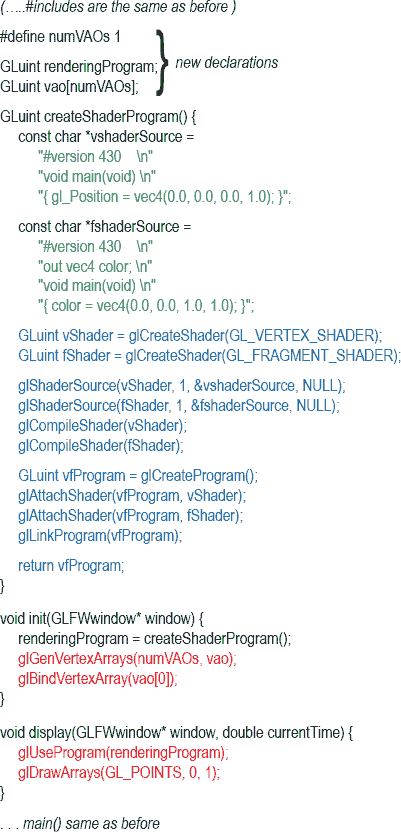 (…..#includes are the same as before )
#define numVAOs 1
GLuint renderingProgram;
GLuint vao[numVAOs];
new declarations
GLuint createShaderProgram() {
const char *vshaderSource =
"#version 430    \n"
"void main(void) \n"
"{ gl_Position = vec4(0.0, 0.0, 0.0, 1.0); }";
const char *fshaderSource =
"#version 430    \n"
"out vec4 color; \n"
"void main(void) \n"
"{ color = vec4(0.0, 0.0, 1.0, 1.0); }";
GLuint vShader = glCreateShader(GL_VERTEX_SHADER);
GLuint fShader = glCreateShader(GL_FRAGMENT_SHADER);
glShaderSource(vShader, 1, &vshaderSource, NULL);
glShaderSource(fShader, 1, &fshaderSource, NULL);
glCompileShader(vShader);
glCompileShader(fShader);
GLuint vfProgram = glCreateProgram();
glAttachShader(vfProgram, vShader);
glAttachShader(vfProgram, fShader);
glLinkProgram(vfProgram);
return vfProgram;
}
void init(GLFWwindow* window) {
renderingProgram = createShaderProgram();
glGenVertexArrays(numVAOs, vao);
glBindVertexArray(vao[0]);
}
void display(GLFWwindow* window, double currentTime) {
glUseProgram(renderingProgram);
glDrawArrays(GL_POINTS, 0, 1);
}
. . . main() same as before